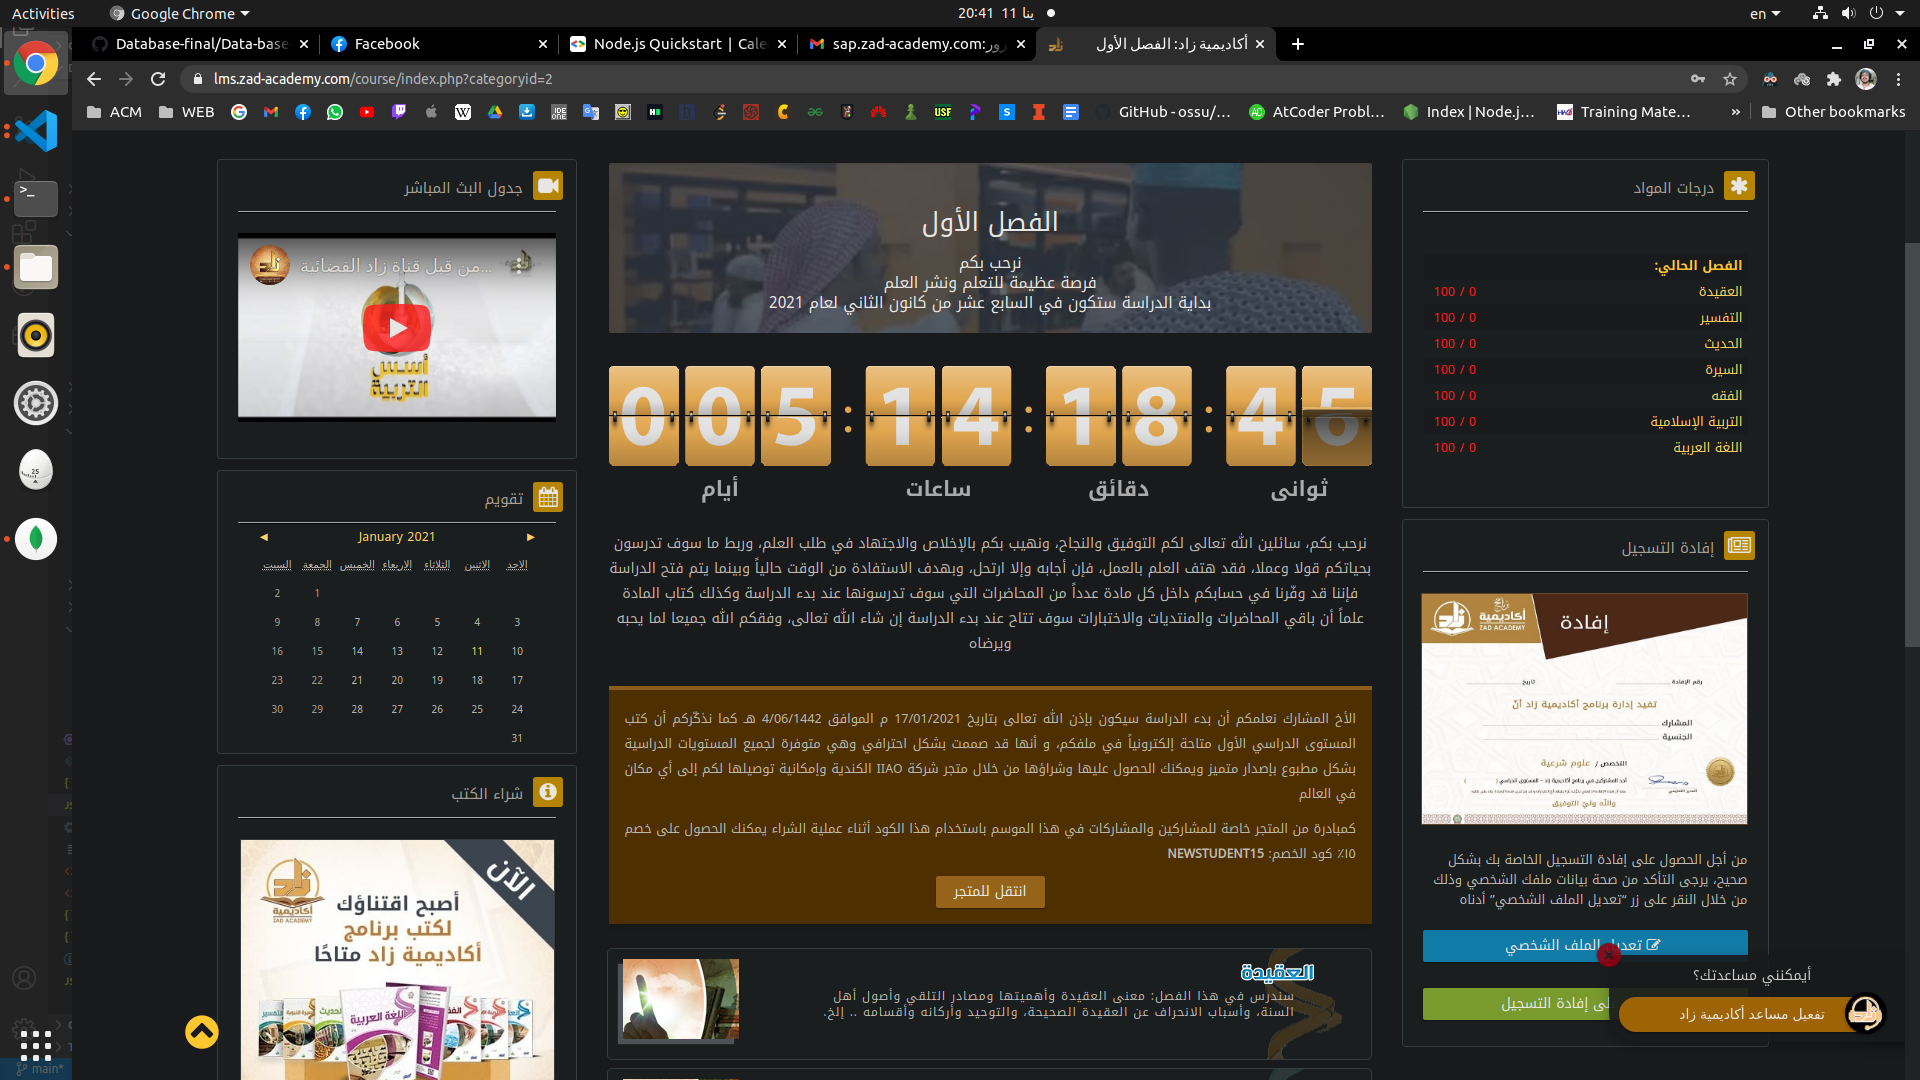 Activities
Google Chrome
20:41 11 ينا
en
Database-final/Data-base
Facebook
Node.js Quickstart | Cale
sap.zad-academy.com:رور
أكاديمية زاد: الفصل الأول
lms.zad-academy.com/course/index.php?categoryid=2
ACM
WEB
GitHub - ossu/...
AtCoder Probl...
Index | Node.j...
Training Mate...
Other bookmarks
درجات المواد
الفصل الحالي:
العقيدة 0 / 100
التفسير 0 / 100
الحديث 0 / 100
السيرة 0 / 100
الفقه 0 / 100
التربية الإسلامية 0 / 100
اللغة العربية 0 / 100
إفادة التسجيل
أكاديمية
ZAD ACADEMY
إفادة
رقم الإفادة
تاريخ
تفيد إدارة برنامج أكاديمية زاد أنّ
المشارك
الجنسية
التخصص / علوم شرعية
والله ولي التوفيق
من أجل الحصول على إفادة التسجيل الخاصة بك بشكل
صحيح، يرجى التأكد من صحة بيانات ملفك الشخصي وذلك
من خلال النقر على زر "تعديل الملف الشخصي" أدناه
تعديل الملف الشخصي
إفادة التسجيل
أيمكنني مساعدتك؟
تفعيل مساعد أكاديمية زاد
الفصل الأول
نرحب بكم
فرصة عظيمة للتعلم ونشر العلم
بداية الدراسة ستكون في السابع عشر من كانون الثاني لعام 2021
005 : 14 : 18 : 4
أيام
ساعات
دقائق
ثواني
نرحب بكم، سائلين الله تعالى لكم التوفيق والنجاح، ونهيب بكم بالإخلاص والاجتهاد في طلب العلم، وربط ما سوف تدرسون
بحياتكم قولا وعملا، فقد هتف العلم بالعمل، فإن أجابه وإلا ارتحل، وبهدف الاستفادة من الوقت حالياً وبينما يتم فتح الدراسة
فإننا قد وفّرنا في حسابكم داخل كل مادة عدداً من المحاضرات التي سوف تدرسونها عند بدء الدراسة وكذلك كتاب المادة
علماً أن باقي المحاضرات والمنتديات والاختبارات سوف تتاح عند بدء الدراسة إن شاء الله تعالى، وفقكم الله جميعا لما يحبه
ويرضاه
الأخ المشارك نعلمكم أن بدء الدراسة سيكون بإذن الله تعالى بتاريخ 17/01/2021 م الموافق 4/06/1442 هـ كما نذكّركم أن كتب
المستوى الدراسي الأول متاحة إلكترونياً في ملفكم، و أنها قد صممت بشكل احترافي وهي متوفرة لجميع المستويات الدراسية
بشكل مطبوع بإصدار متميز ويمكنك الحصول عليها وشراؤها من خلال متجر شركة IIAO الكندية وإمكانية توصيلها لكم إلى أي مكان
في العالم
كمبادرة من المتجر خاصة للمشاركين والمشاركات في هذا الموسم باستخدام هذا الكود أثناء عملية الشراء يمكنك الحصول على خصم
١٥٪ كود الخصم: NEWSTUDENT15
انتقل للمتجر
العقيدة
سندرس في هذا الفصل: معنى العقيدة وأهميتها ومصادر التلقي وأصول أهل
السنة، وأسباب الانحراف عن العقيدة الصحيحة، والتوحيد وأركانه وأقسامه .. إلخ.
جدول البث المباشر
من قبل قناة زاد الفضائية...
أسس
التربية
تقويم
January 2021
الاحد الاثنين الثلاثاء الاربعاء الخميس الجمعة السبت
1 2
3 4 5 6 7 8 9
10 11 12 13 14 15 16
17 18 19 20 21 22 23
24 25 26 27 28 29 30
31
شراء الكتب
الآن
أكاديمية
ZAD ACADEMY
أصبح اقتناؤك
لكتب برنامج
أكاديمية زاد متاحًا
اللغة العربية
main*